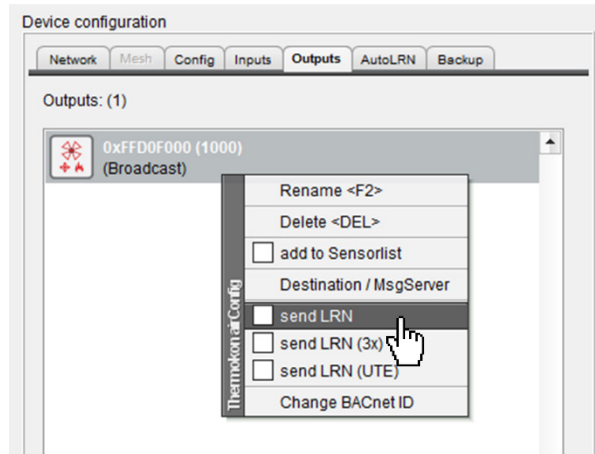 Device configuration
Network Mesh Config Inputs Outputs AutoLRN Backup
Outputs: (1)
0xFFD0F000 (1000)
(Broadcast)
Thermokon airConfig
Rename <F2>
Delete <DEL>
add to Sensorlist
Destination / MsgServer
send LRN
send LRN (3x)
send LRN (UTE)
Change BACnet ID